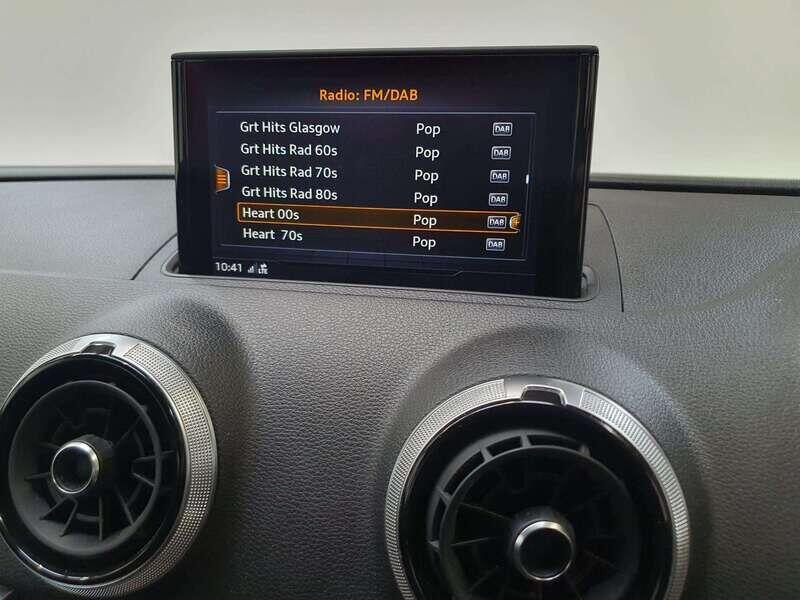 Radio: FM/DAB
Grt Hits Glasgow Pop DAB
Grt Hits Rad 60s Pop DAB
Grt Hits Rad 70s Pop DAB
Grt Hits Rad 80s Pop DAB
Heart 00s Pop DAB
Heart 70s Pop DAB
10:41 LTE